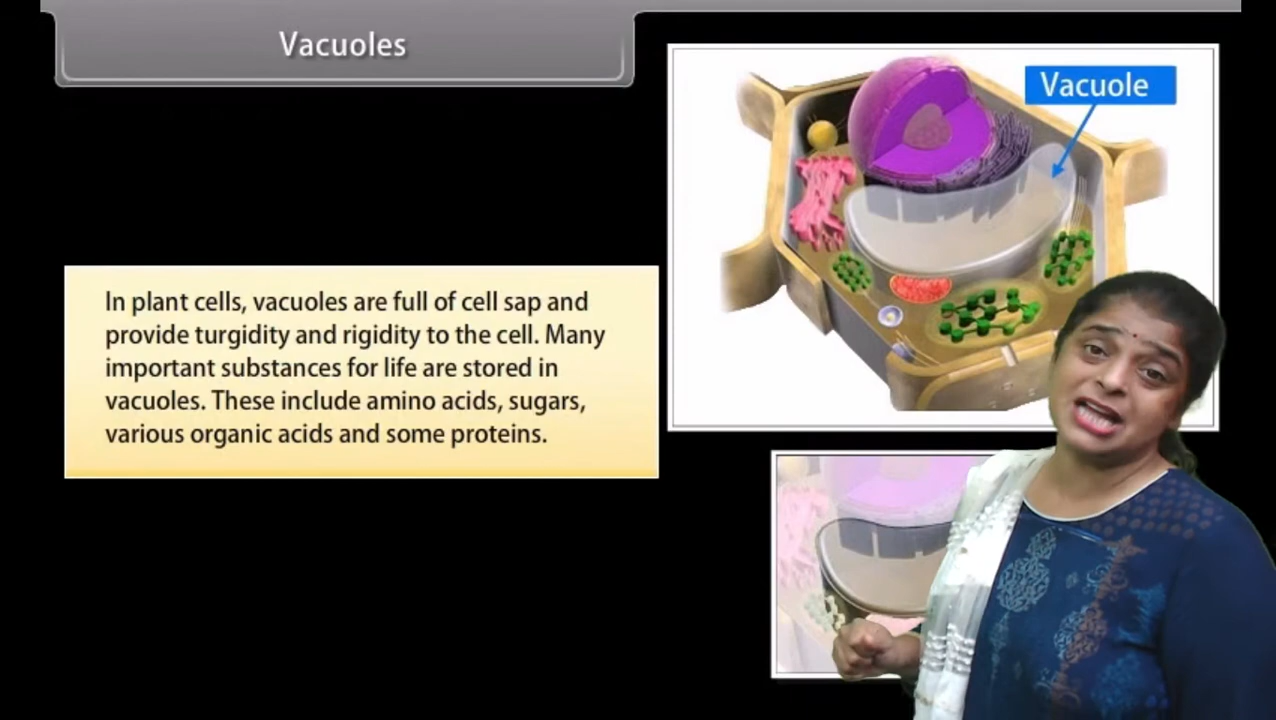 Vacuoles
Vacuole
In plant cells, vacuoles are full of cell sap and
provide turgidity and rigidity to the cell. Many
important substances for life are stored in
vacuoles. These include amino acids, sugars,
various organic acids and some proteins.